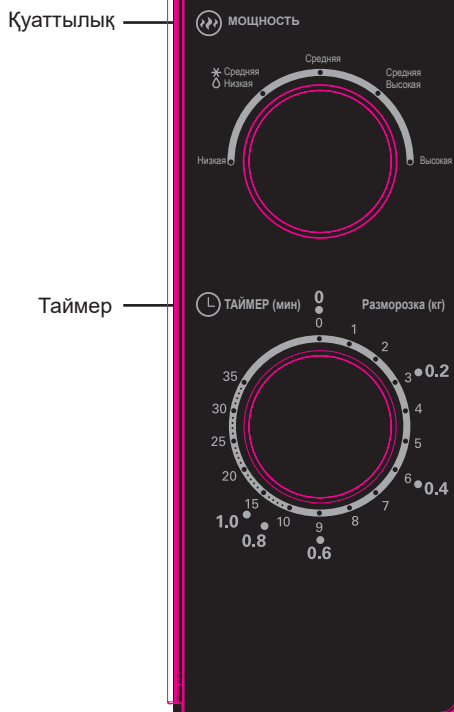 Қуаттылық
МОЩНОСТЬ
Средняя
Средняя
Низкая
Средняя
Высокая
Низкая
Высокая
Таймер
ТАЙМЕР (мин)
0
Разморозка (кг)
0
1
2
3
0.2
4
5
6
0.4
7
8
9
0.6
10
0.8
15
1.0
20
25
30
35